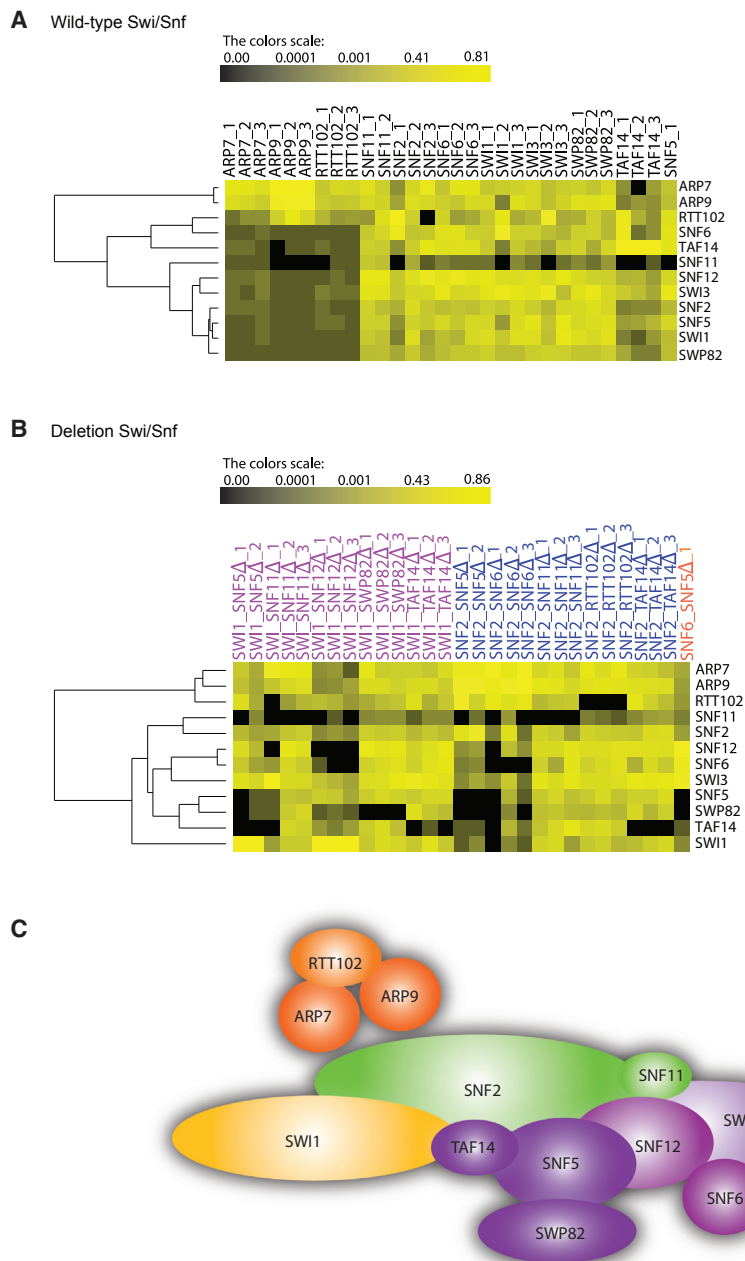 A Wild-type Swi/Snf
The colors scale:
0.00 0.0001 0.001 0.41 0.81
ARP7_1
ARP7_2
ARP7_3
ARP9_1
ARP9_2
ARP9_3
RTT102_1
RTT102_2
RTT102_3
SNF11_1
SNF11_2
SNF2_1
SNF2_2
SNF2_3
SNF6_1
SNF6_2
SNF6_3
SWI1_1
SWI1_2
SWI1_3
SWI3_1
SWI3_2
SWI3_3
SWP82_1
SWP82_2
SWP82_3
TAF14_1
TAF14_2
TAF14_3
SNF5_1
ARP7
ARP9
RTT102
SNF6
TAF14
SNF11
SNF12
SWI3
SNF2
SNF5
SWI1
SWP82
B Deletion Swi/Snf
The colors scale:
0.00 0.0001 0.001 0.43 0.86
SWI1_SNF5Δ_1
SWI1_SNF5Δ_2
SWI_SNF11Δ_1
SWI_SNF11Δ_2
SWI_SNF11Δ_3
SWI1_SNF12Δ_1
SWI1_SNF12Δ_2
SWI1_SNF12Δ_3
SWI1_SWP82Δ_1
SWI1_SWP82Δ_2
SWI1_SWP82Δ_3
SWI1_TAF14Δ_1
SWI1_TAF14Δ_2
SWI1_TAF14Δ_3
SNF2_SNF5Δ_1
SNF2_SNF5Δ_2
SNF2_SNF6Δ_1
SNF2_SNF6Δ_2
SNF2_SNF6Δ_3
SNF2_SNF11Δ_1
SNF2_SNF11Δ_2
SNF2_SNF11Δ_3
SNF2_RTT102Δ_1
SNF2_RTT102Δ_2
SNF2_RTT102Δ_3
SNF2_TAF14Δ_1
SNF2_TAF14Δ_2
SNF2_TAF14Δ_3
SNF6_SNF5Δ_1
ARP7
ARP9
RTT102
SNF11
SNF2
SNF12
SNF6
SWI3
SNF5
SWP82
TAF14
SWI1
C
RTT102
ARP9
ARP7
SNF11
SNF2
SW
SWI1
TAF14
SNF12
SNF5
SNF6
SWP82